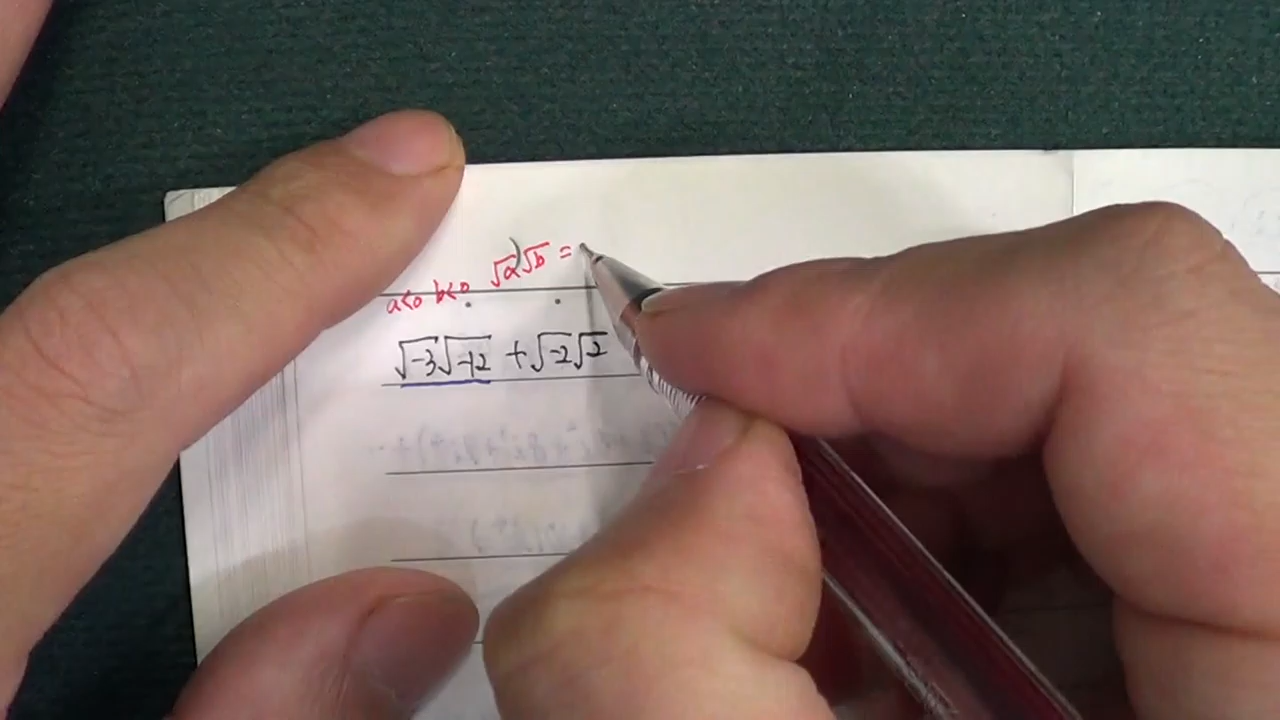 a<0 b<0 √a √b =
√-3√-12 + √-2√2